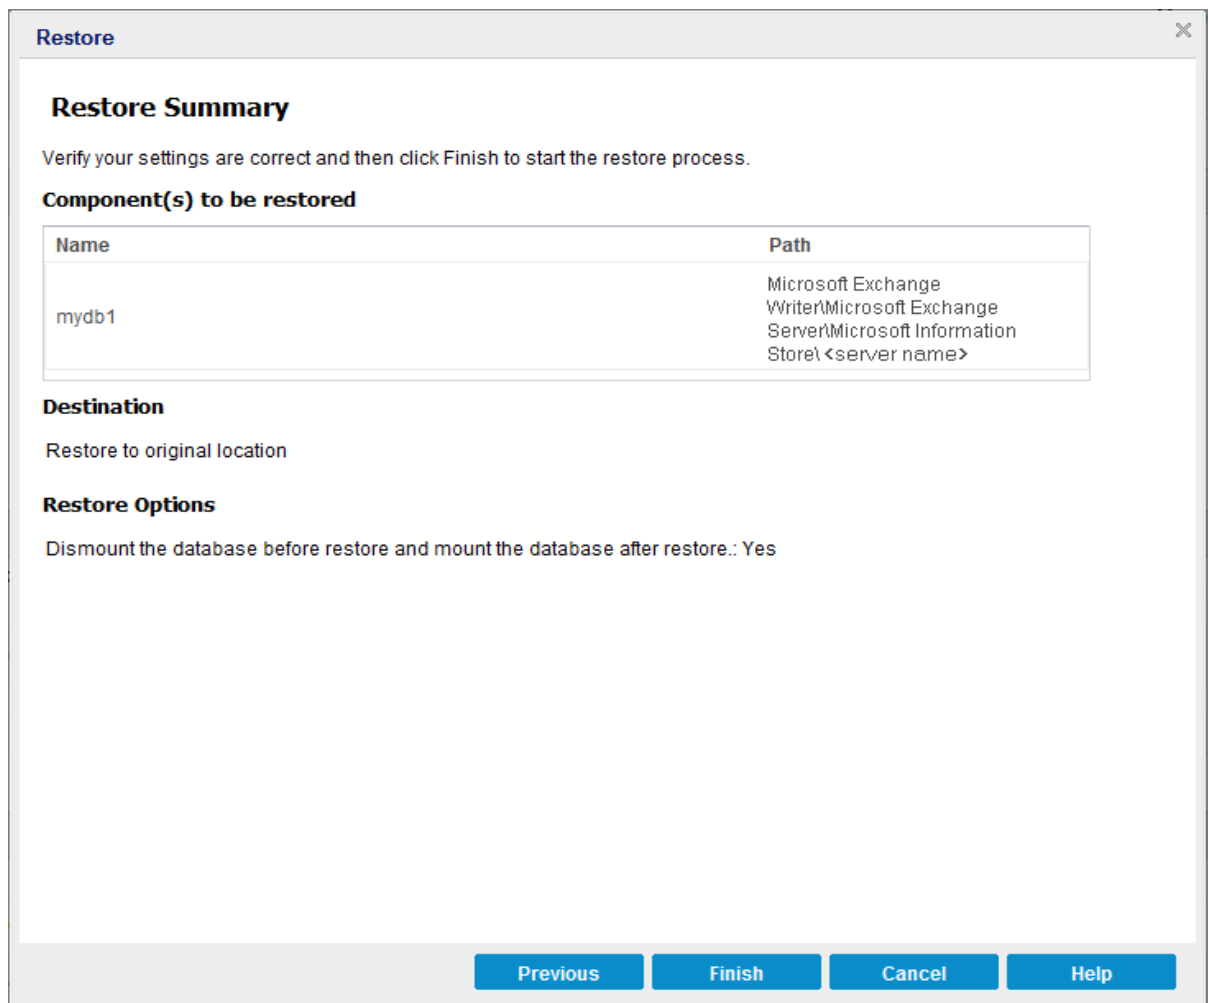 Restore
Restore Summary
Verify your settings are correct and then click Finish to start the restore process.
Component(s) to be restored
Name Path
mydb1
Microsoft Exchange
Writer\Microsoft Exchange
Server\Microsoft Information
Store\ <server name>
Destination
Restore to original location
Restore Options
Dismount the database before restore and mount the database after restore.: Yes
Previous Finish Cancel Help